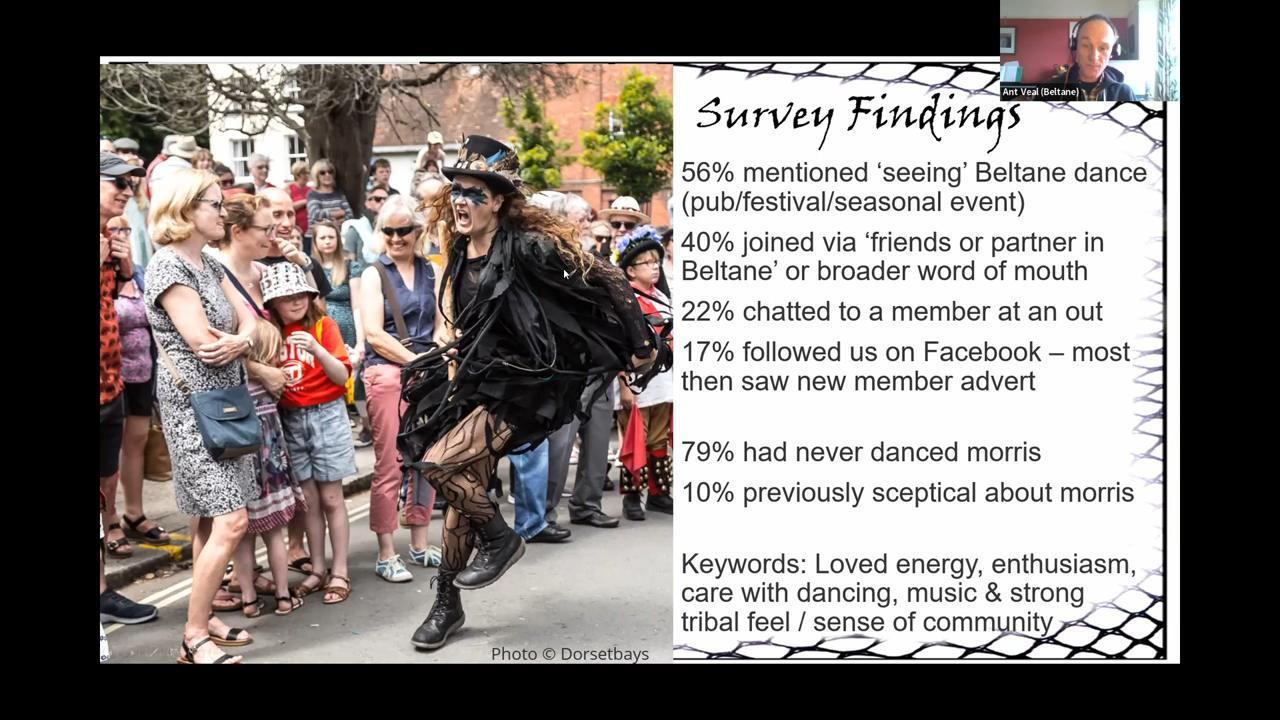 Ant Veal (Beltane)
Survey Findings
56% mentioned ‘seeing’ Beltane dance
(pub/festival/seasonal event)
40% joined via ‘friends or partner in
Beltane’ or broader word of mouth
22% chatted to a member at an out
17% followed us on Facebook – most
then saw new member advert
79% had never danced morris
10% previously sceptical about morris
Keywords: Loved energy, enthusiasm,
care with dancing, music & strong
tribal feel / sense of community
Photo © Dorsetbays